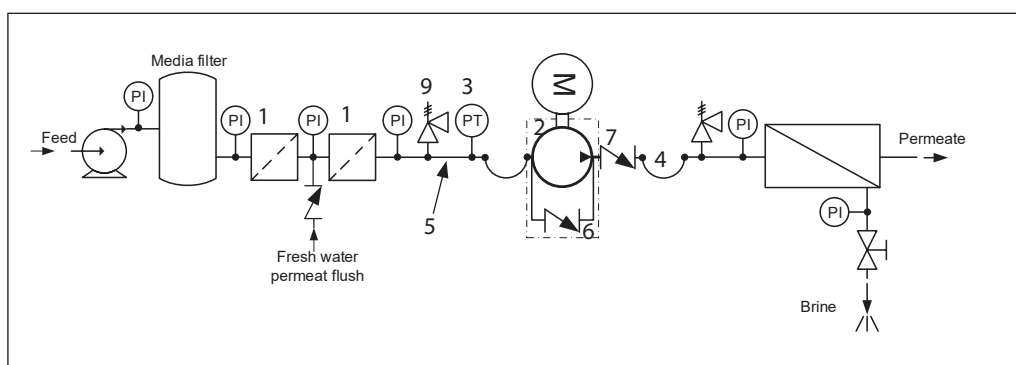 Media filter
Feed
PI
PI
1
PI
1
PI
9
3
PT
5
Fresh water
permeat flush
M
2
6
7
4
PI
Permeate
PI
Brine